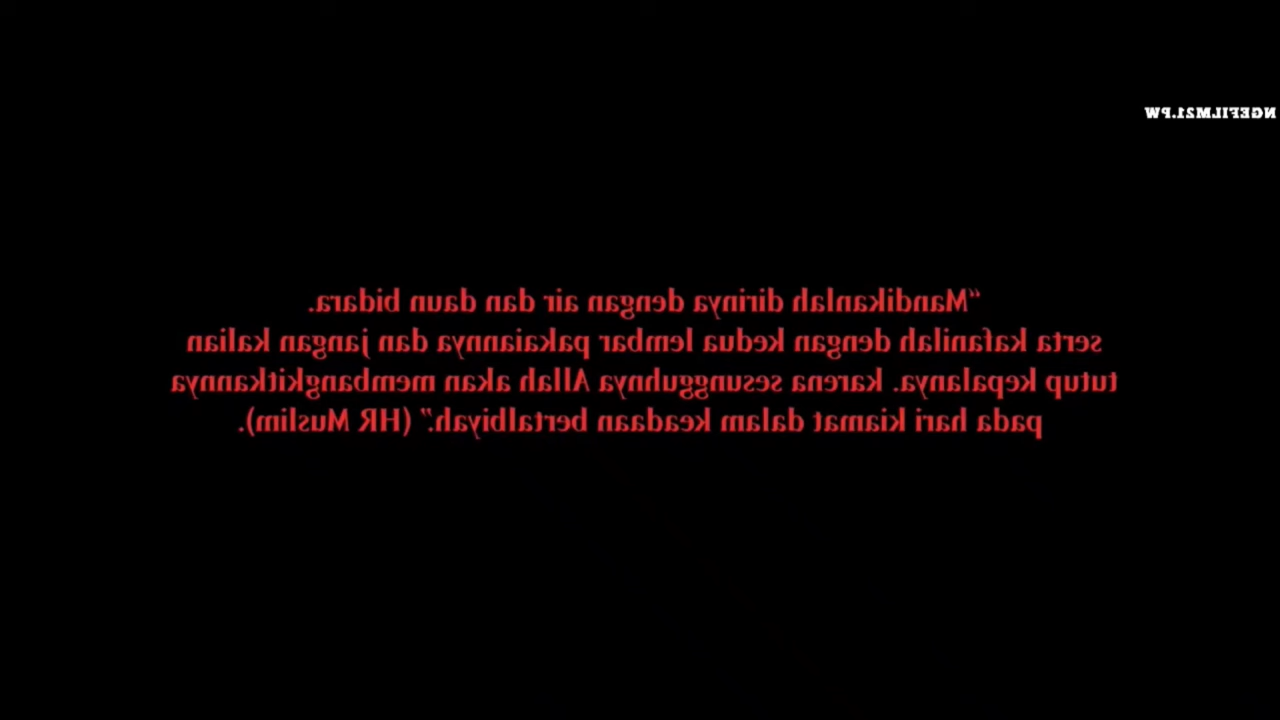 NGEFILM21.PW
“Mandikanlah dirinya dengan air dan daun bidara.
serta kafanilah dengan kedua lembar pakaiannya dan jangan kalian
tutup kepalanya. karena sesungguhnya Allah akan membangkitkannya
pada hari kiamat dalam keadaan bertalbiyah.” (HR Muslim).